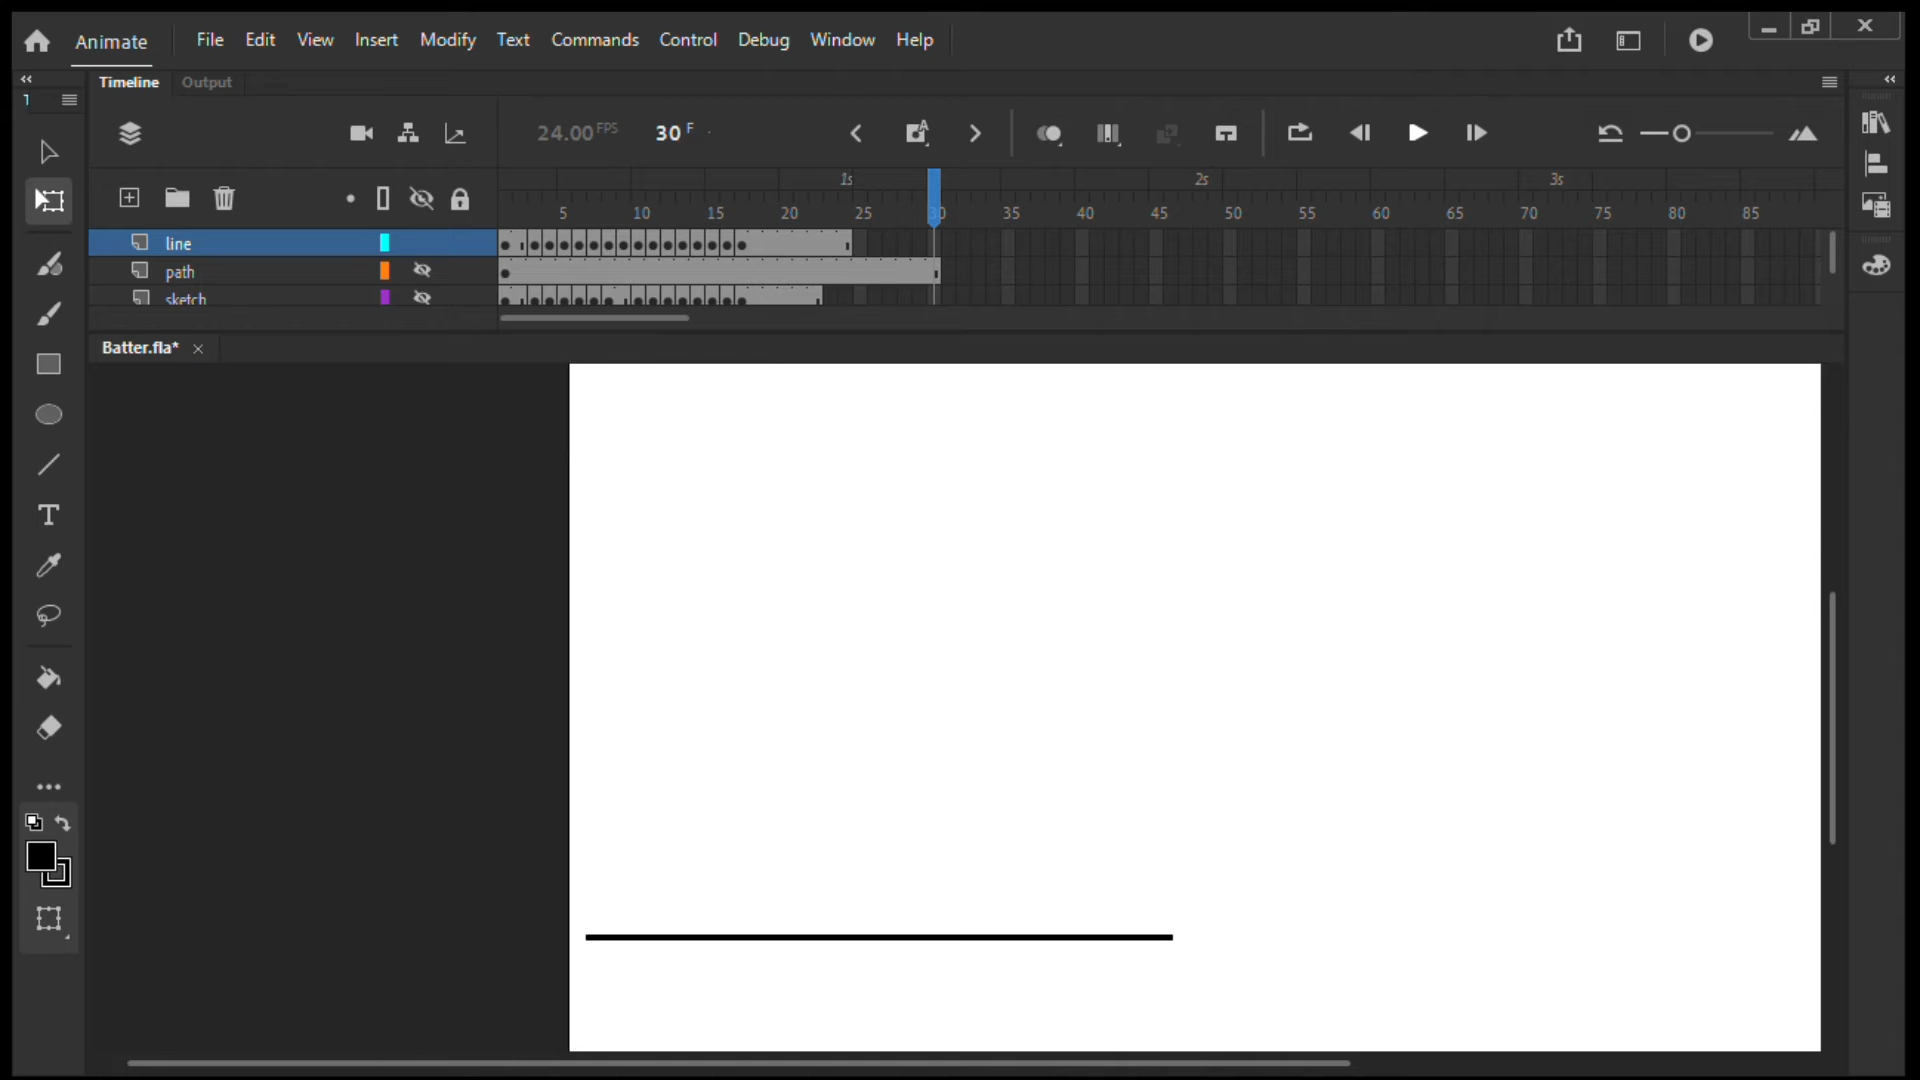 Animate File Edit View Insert Modify Text Commands Control Debug Window Help
Timeline Output
1
24.00 FPS 30 F
1s 2s 3s
5 10 15 20 25 30 35 40 45 50 55 60 65 70 75 80 85
line
path
sketch
Batter.fla*